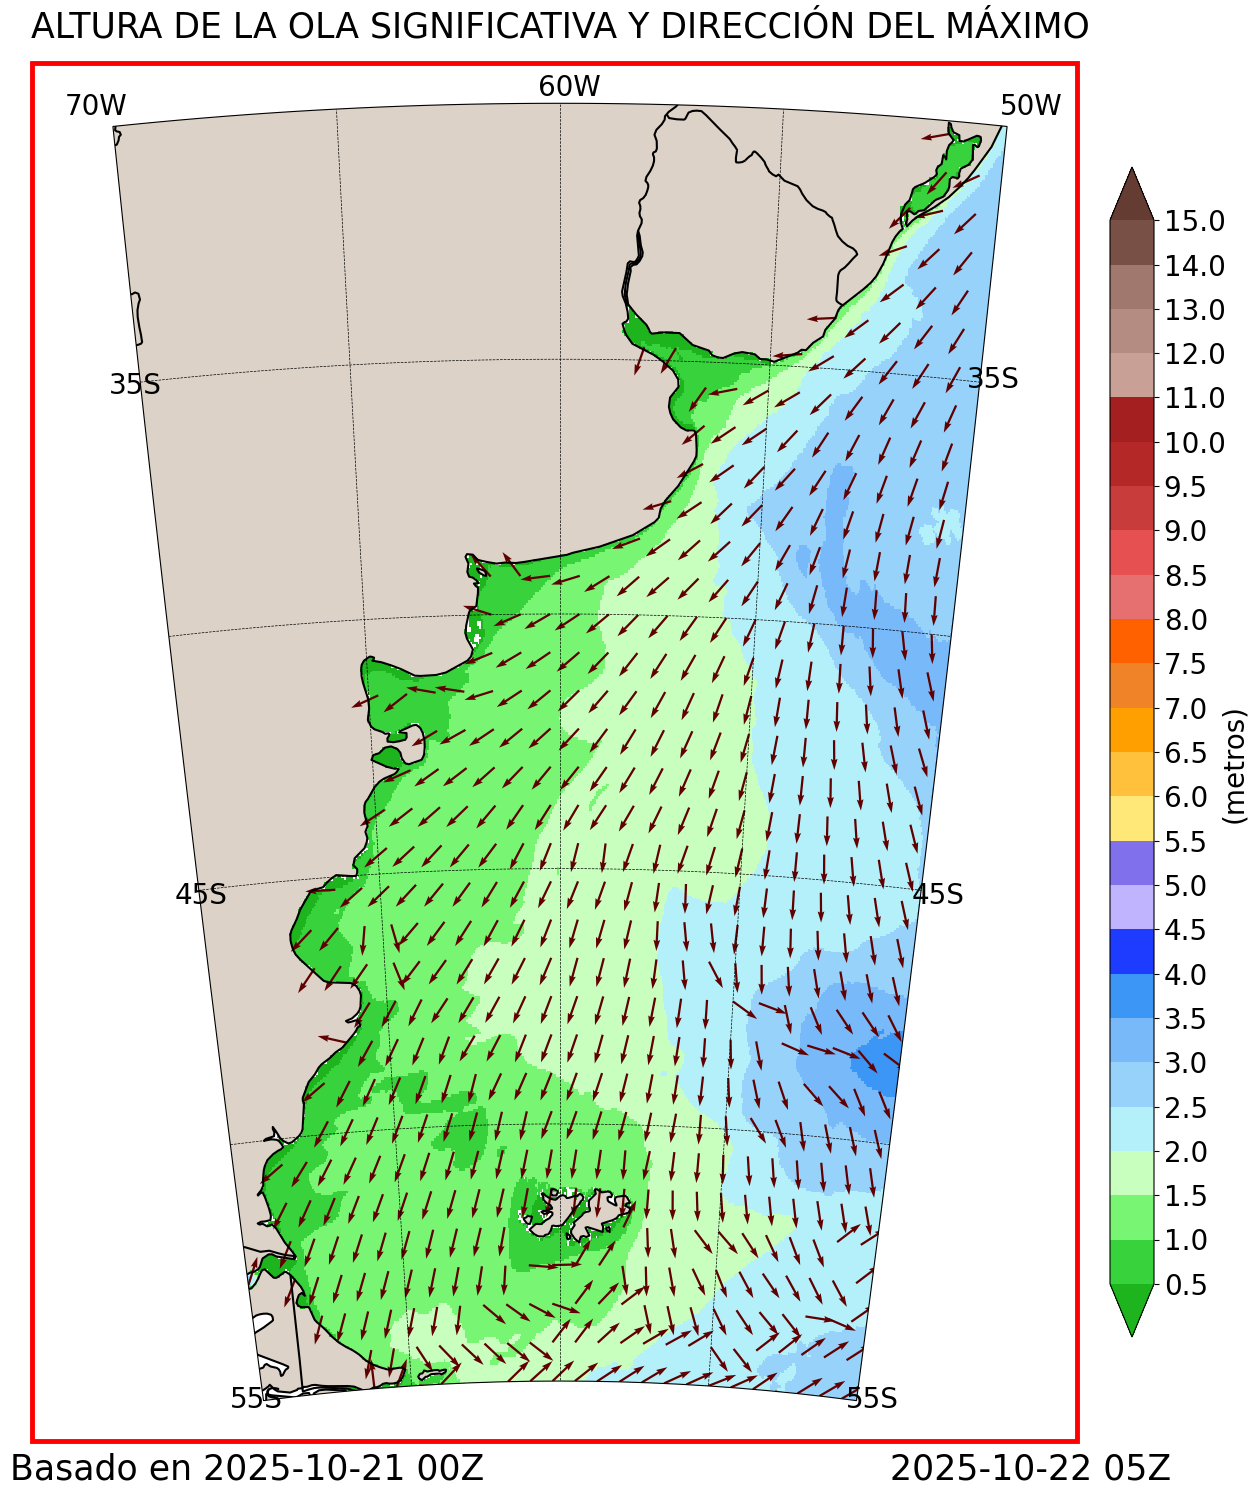 ALTURA DE LA OLA SIGNIFICATIVA Y DIRECCIÓN DEL MÁXIMO
70W
60W
50W
35S
35S
45S
45S
55S
55S
15.0
14.0
13.0
12.0
11.0
10.0
9.5
9.0
8.5
8.0
7.5
7.0
6.5
6.0
5.5
5.0
4.5
4.0
3.5
3.0
2.5
2.0
1.5
1.0
0.5
(metros)
Basado en 2025-10-21 00Z
2025-10-22 05Z